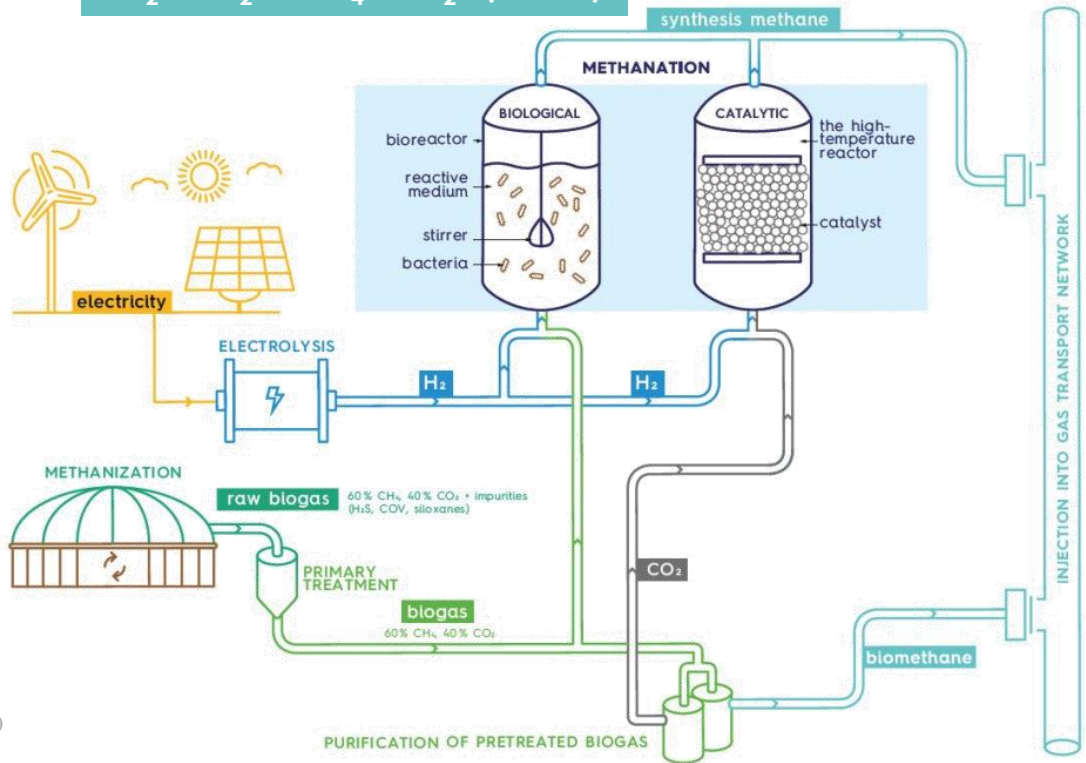 synthesis methane
METHANATION
BIOLOGICAL
CATALYTIC
bioreactor
the high-
temperature
reactor
reactive
medium
stirrer
catalyst
bacteria
electricity
ELECTROLYSIS
H₂
H₂
METHANIZATION
raw biogas
60% CH₄, 40% CO₂ + impurities
(H₂S, COV, siloxanes)
PRIMARY
TREATMENT
CO₂
biogas
60% CH₄, 40% CO₂
biomethane
PURIFICATION OF PRETREATED BIOGAS
INJECTION INTO GAS TRANSPORT NETWORK